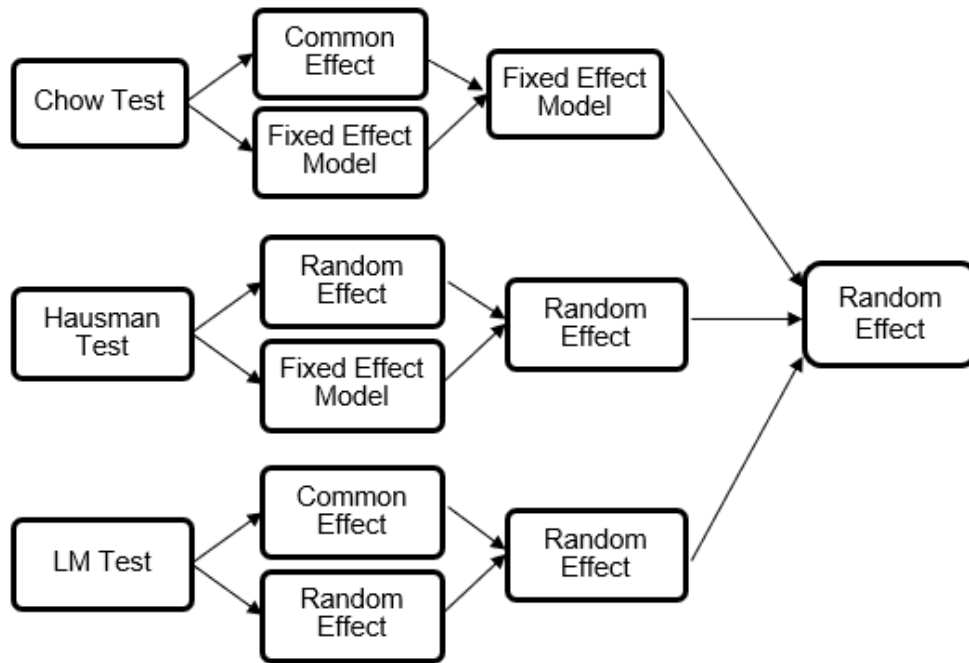 Chow Test
Common
Effect
Fixed Effect
Model
Fixed Effect
Model
Hausman
Test
Random
Effect
Fixed Effect
Model
Random
Effect
Random
Effect
LM Test
Common
Effect
Random
Effect
Random
Effect